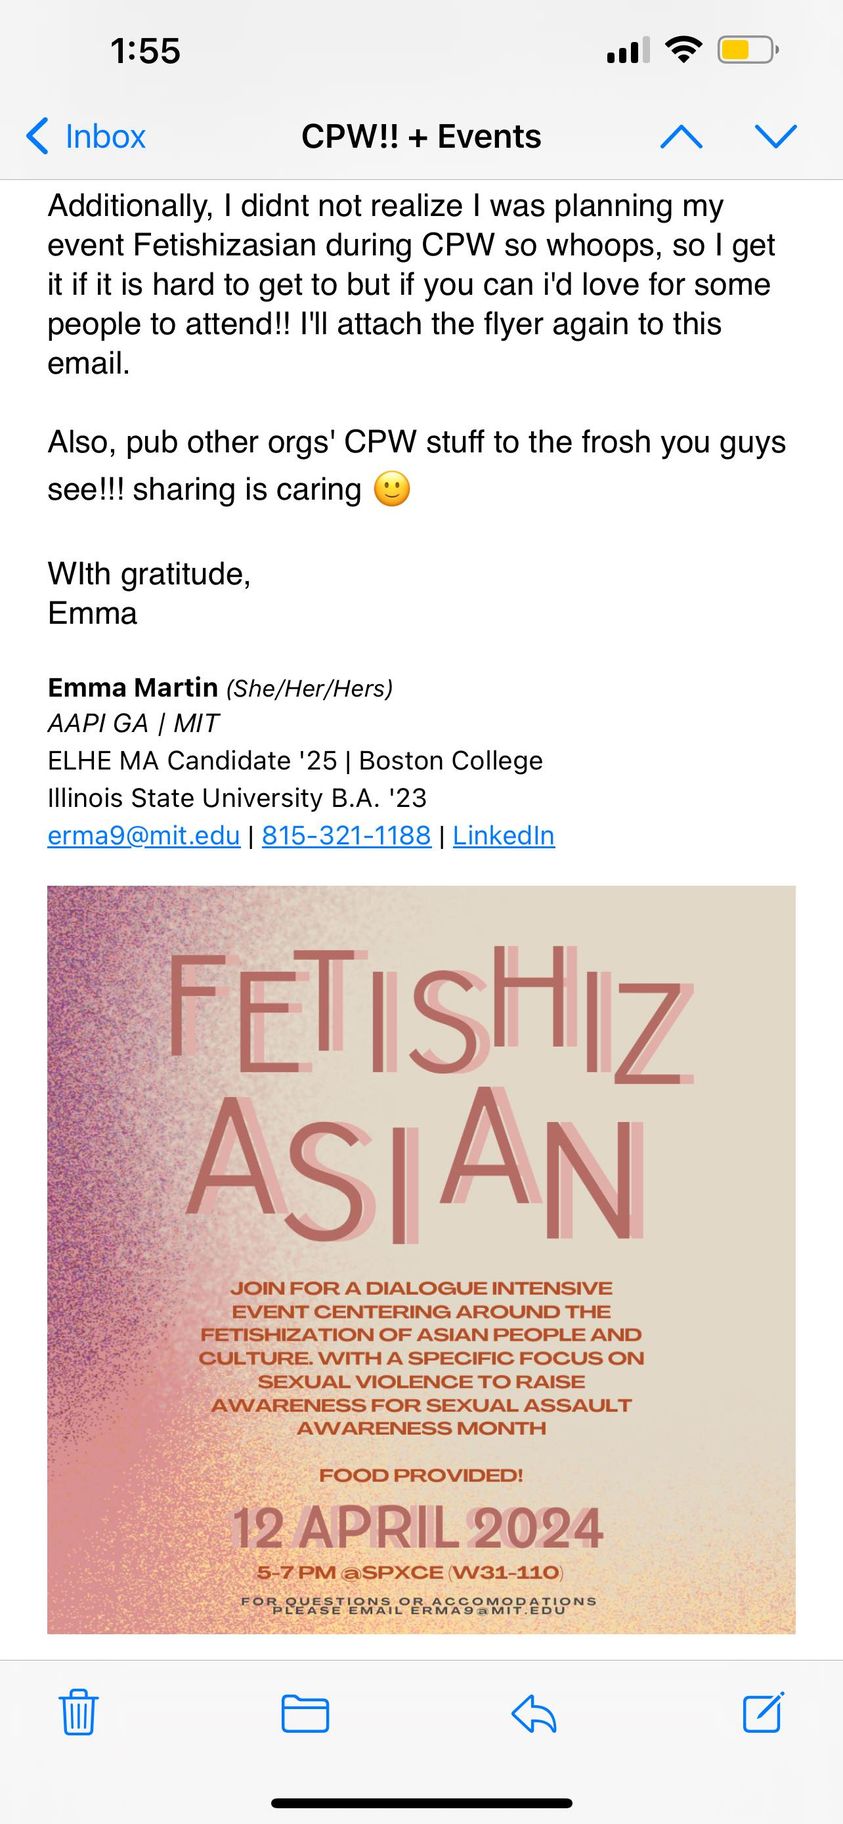 1:55
Inbox
CPW!! + Events
Additionally, I didnt not realize I was planning my
event Fetishizasian during CPW so whoops, so I get
it if it is hard to get to but if you can i'd love for some
people to attend!! I'll attach the flyer again to this
email.
Also, pub other orgs' CPW stuff to the frosh you guys
see!!! sharing is caring 🙂
WIth gratitude,
Emma
Emma Martin (She/Her/Hers)
AAPI GA | MIT
ELHE MA Candidate '25 | Boston College
Illinois State University B.A. '23
erma9@mit.edu | 815-321-1188 | LinkedIn
FETISHIZ
ASIAN
JOIN FOR A DIALOGUE INTENSIVE
EVENT CENTERING AROUND THE
FETISHIZATION OF ASIAN PEOPLE AND
CULTURE. WITH A SPECIFIC FOCUS ON
SEXUAL VIOLENCE TO RAISE
AWARENESS FOR SEXUAL ASSAULT
AWARENESS MONTH
FOOD PROVIDED!
12 APRIL 2024
5-7 PM @SPXCE (W31-110)
FOR QUESTIONS OR ACCOMODATIONS
PLEASE EMAIL ERMA9@MIT.EDU